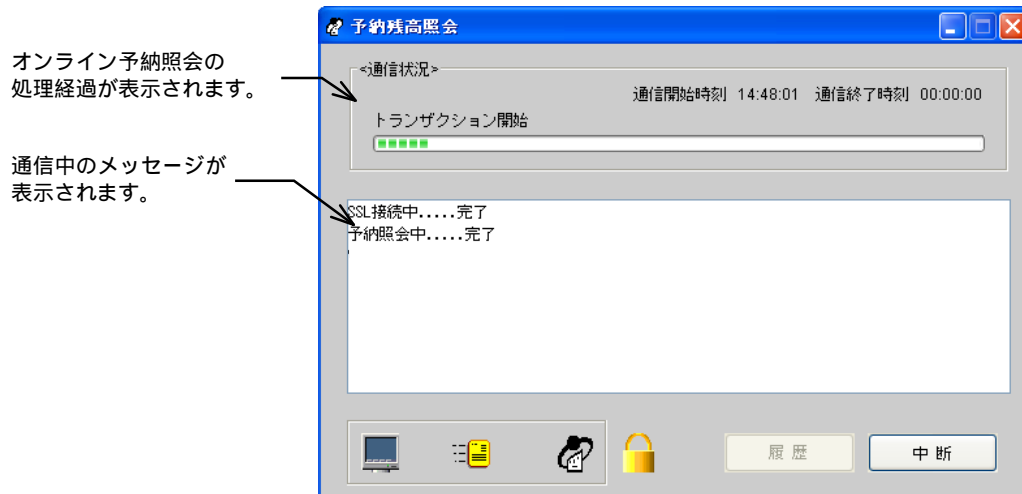 予納残高照会
オンライン予納照会の
処理経過が表示されます。
<通信状況>
通信開始時刻 14:48:01 通信終了時刻 00:00:00
トランザクション開始
通信中のメッセージが
表示されます。
SSL接続中.....完了
予納照会中.....完了
履歴
中断